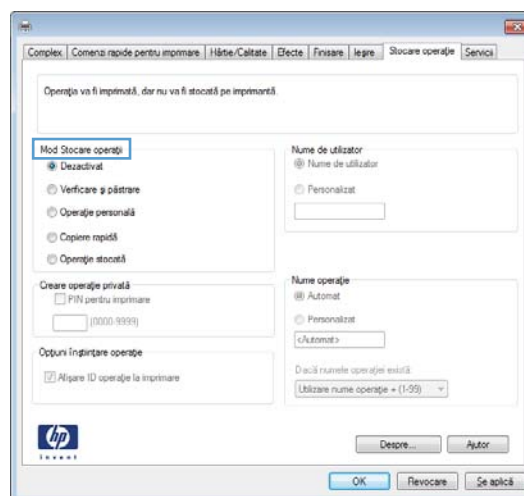 Complex Comenzi rapide pentru imprimare Hârtie/Calitate Efecte Finisare Ieşire Stocare operaţie Servicii
Operaţia va fi imprimată, dar nu va fi stocată pe imprimantă.
Mod Stocare operaţii
Dezactivat
Verificare şi păstrare
Operaţie personală
Copiere rapidă
Operaţie stocată
Nume de utilizator
Nume de utilizator
Personalizat
Creare operaţie privată
PIN pentru imprimare
(0000-9999)
Nume operaţie
Automat
Personalizat
<Automat>
Opţiuni înştiinţare operaţie
Afişare ID operaţie la imprimare
Dacă numele operaţiei există:
Utilizare nume operaţie + (1-99)
hp
invent
Despre... Ajutor
OK Revocare Se aplică